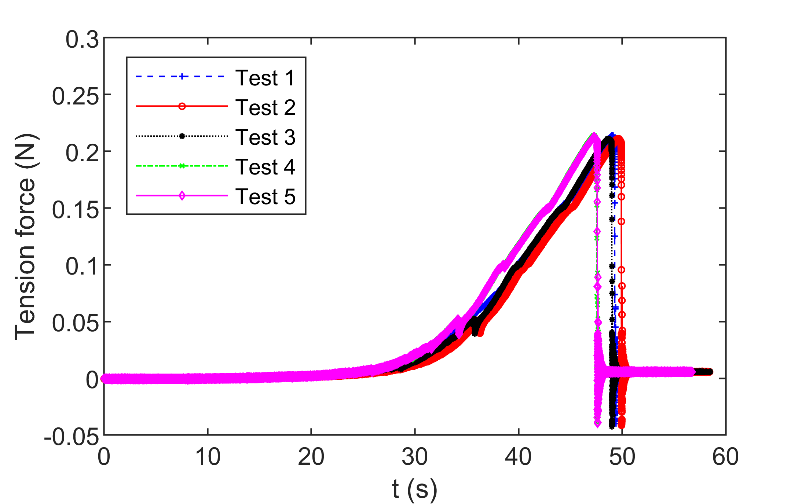 0.3
0.25
0.2
0.15
0.1
0.05
0
-0.05
Tension force (N)
Test 1
Test 2
Test 3
Test 4
Test 5
0 10 20 30 40 50 60
t (s)